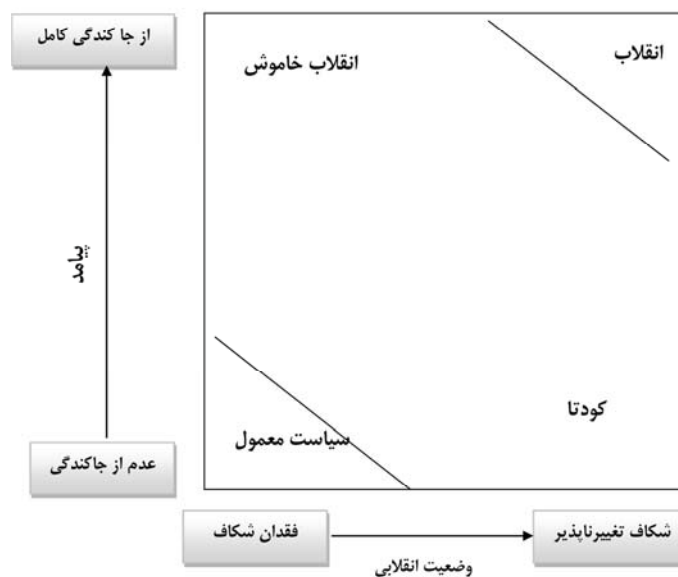 از جا کندگی کامل
انقلاب خاموش
انقلاب
پیامد
کودتا
سیاست معمول
عدم از جاکندگی
فقدان شکاف
شکاف تغییرناپذیر
وضعیت انقلابی